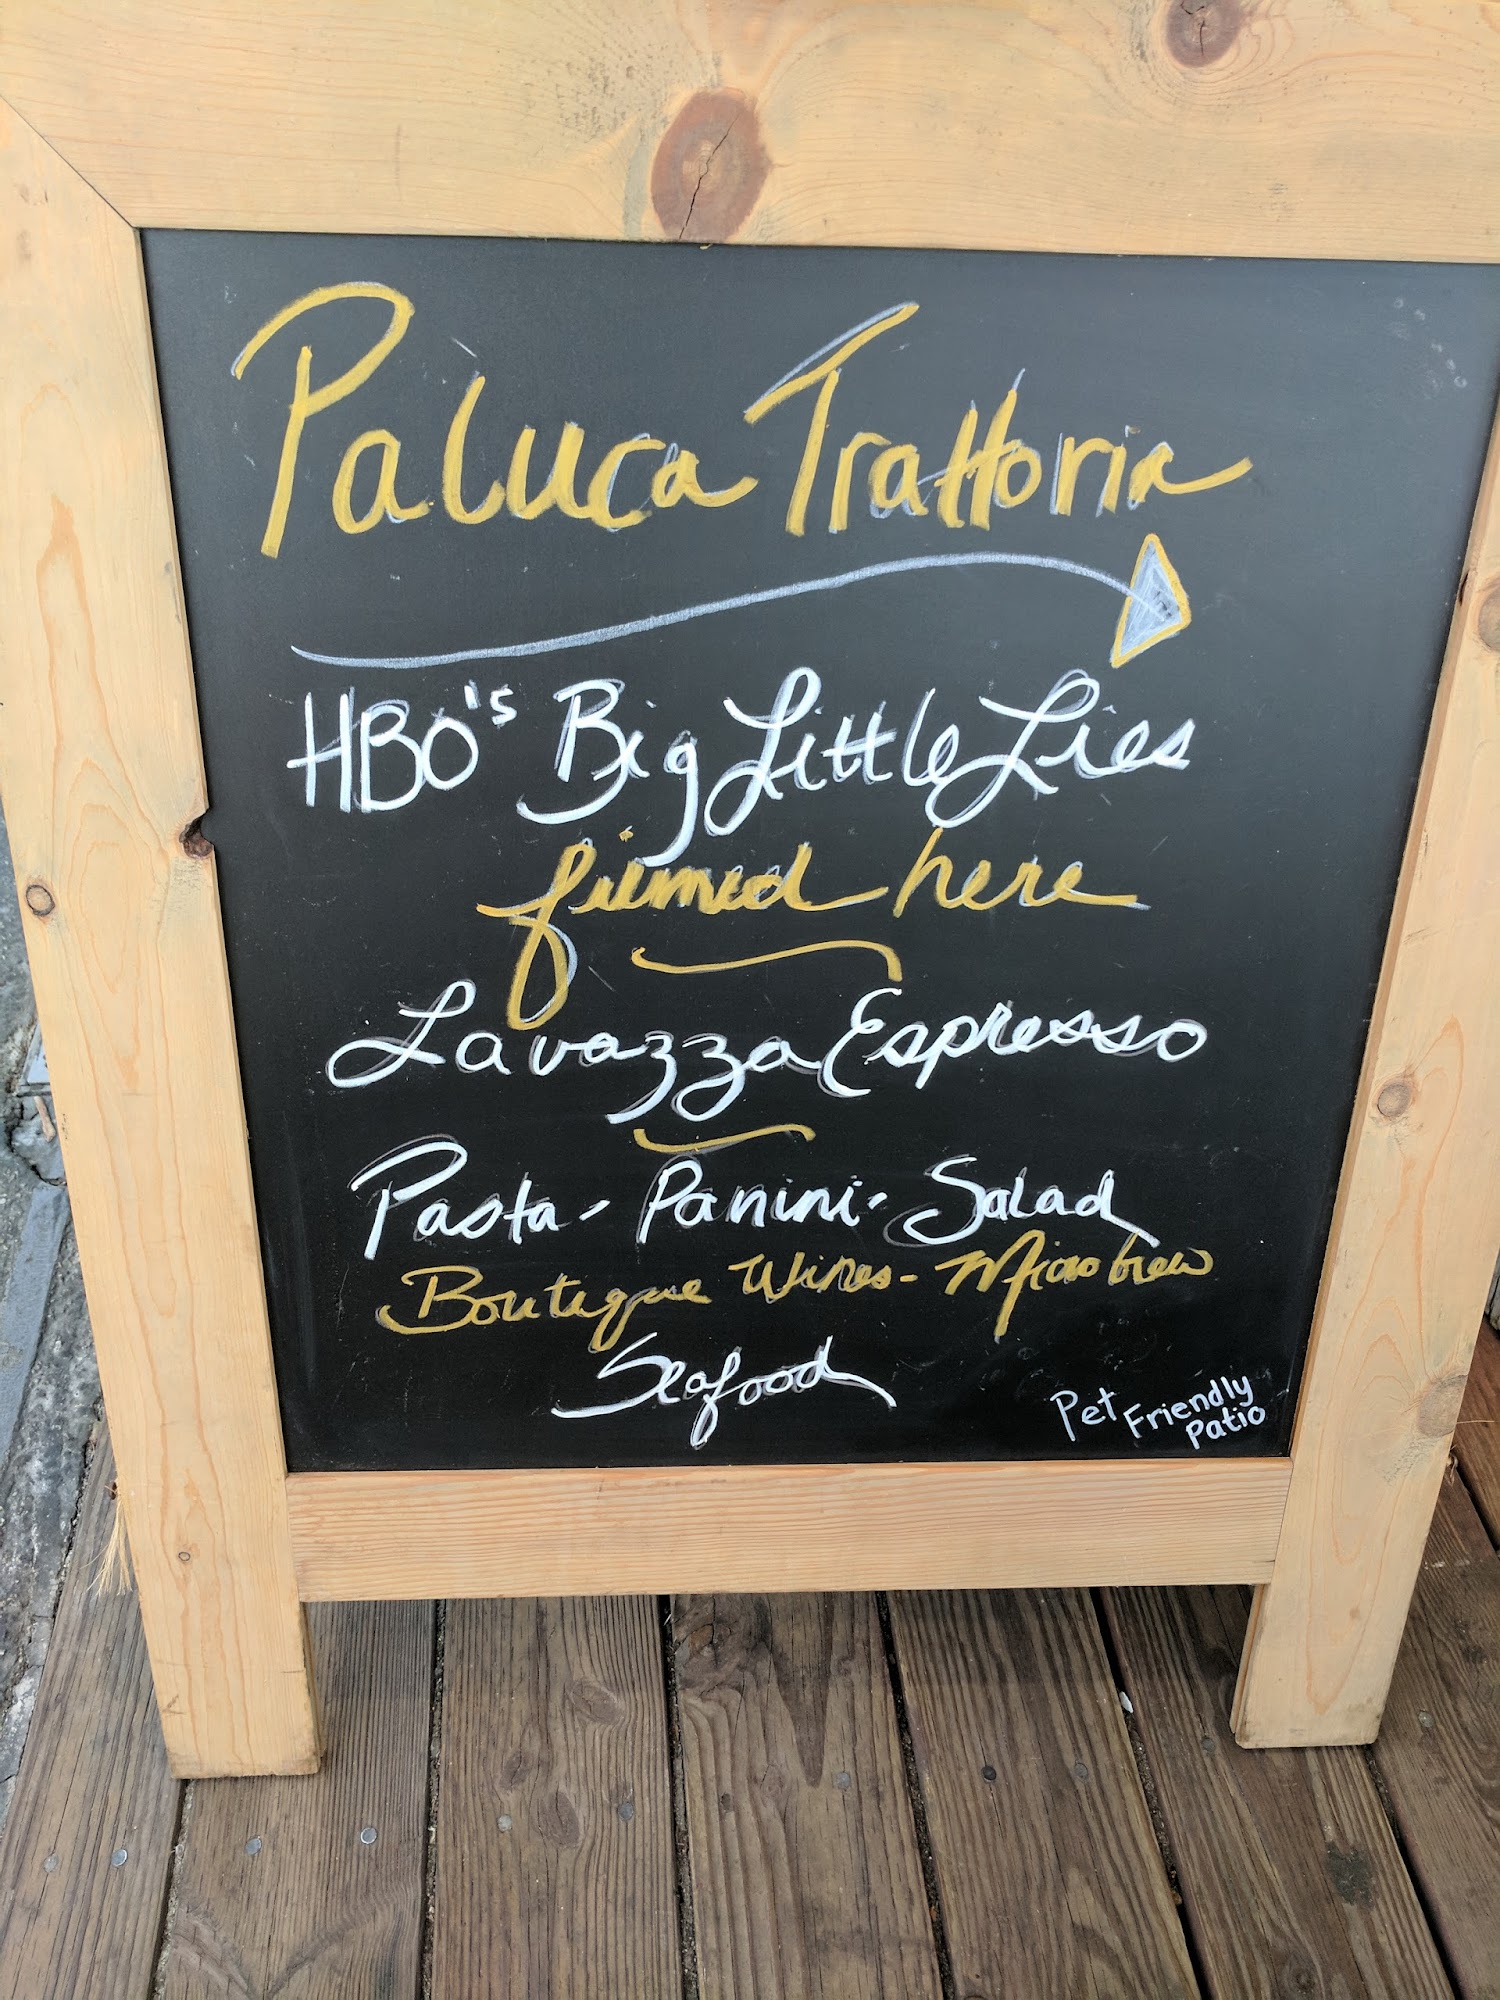 Paluca Trattoria
HBO's Big Little Lies
filmed here
Lavazza Espresso
Pasta - Panini - Salad
Boutique Wines - Microbrew
Seafood
Pet Friendly
Patio